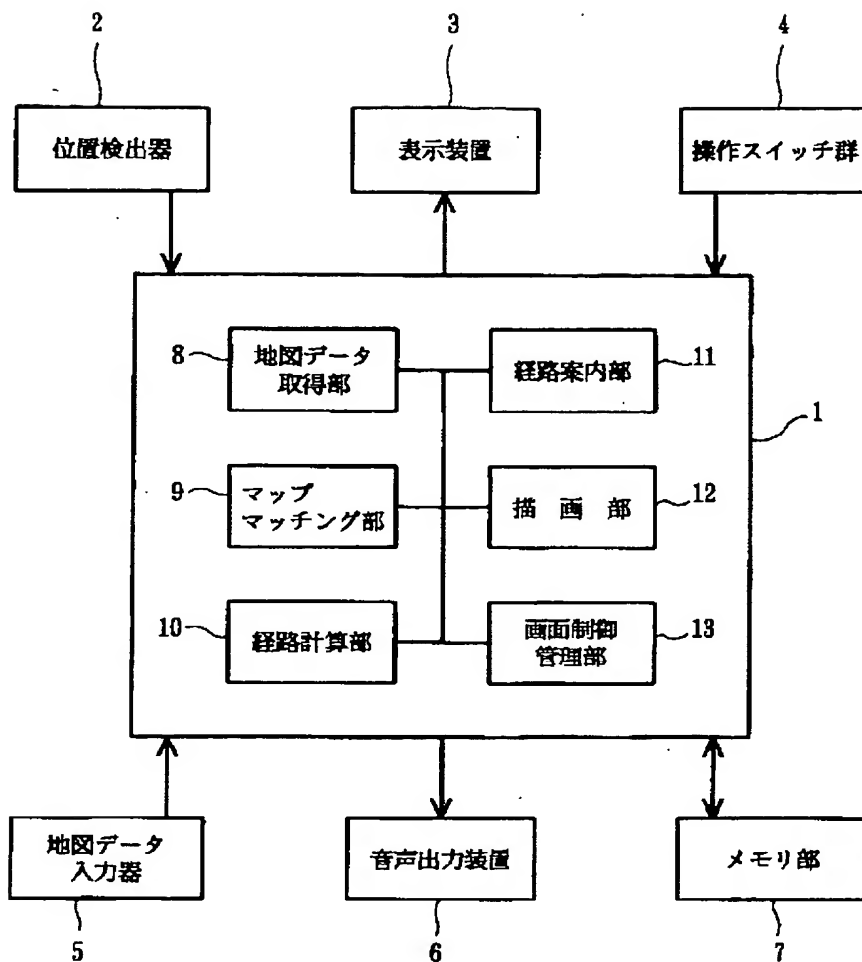 2
3
4
位置検出器
表示装置
操作スイッチ群
8
地図データ
取得部
経路案内部
11
1
9
マップ
マッチング部
描画部
12
10
経路計算部
画面制御
管理部
13
地図データ
入力器
音声出力装置
メモリ部
5
6
7